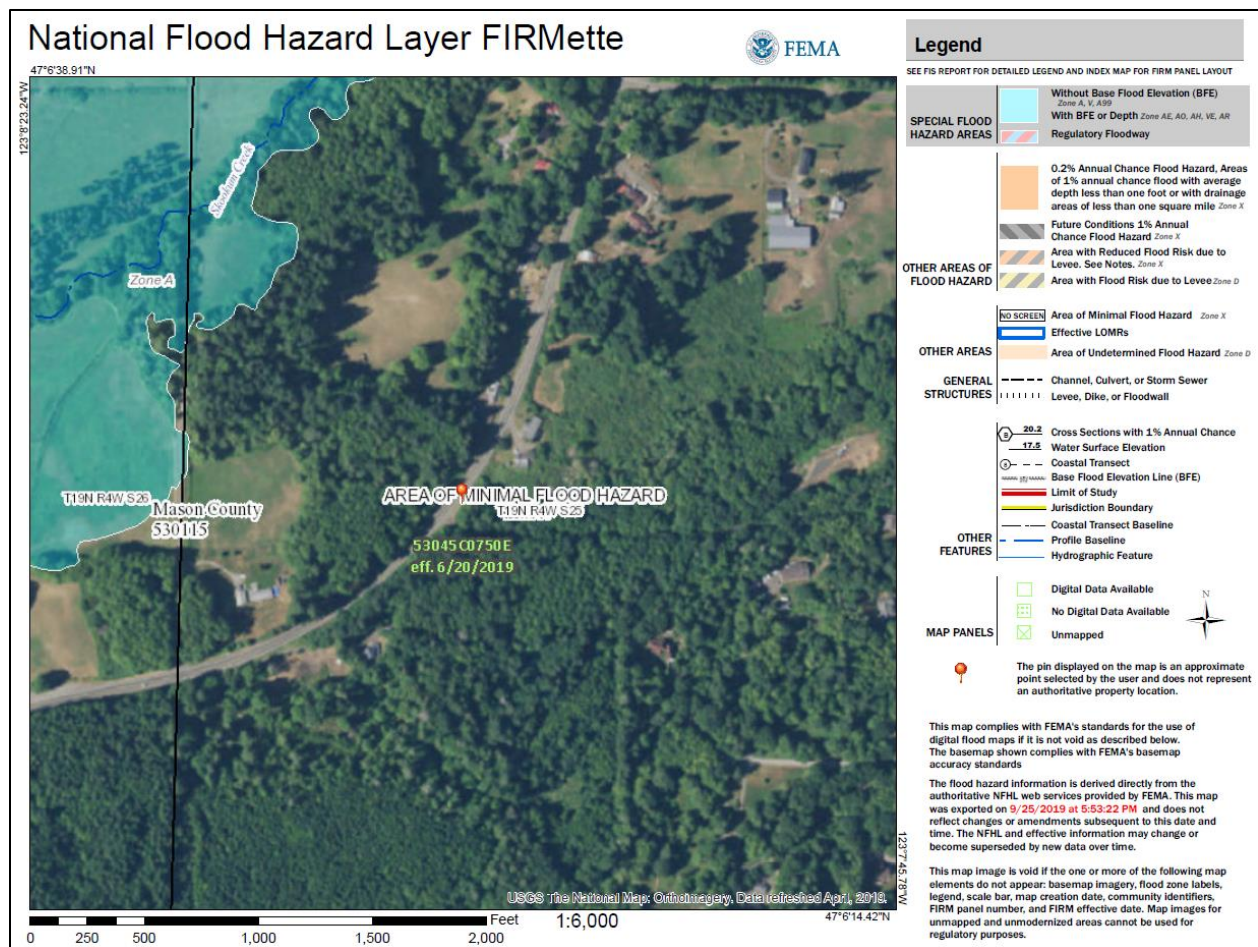 National Flood Hazard Layer FIRMette
FEMA
47°6'38.91"N
123°8'23.24"W
Skookum Creek
Zone A
T19N R4W S26
Mason County
530115
AREA OF MINIMAL FLOOD HAZARD
T19N R4W S25
53045C0750E
eff. 6/20/2019
USGS The National Map: Orthoimagery. Data refreshed April, 2019.
123°7'45.78"W
47°6'14.42"N
0 250 500 1,000 1,500 2,000
Feet
1:6,000
Legend
SEE FIS REPORT FOR DETAILED LEGEND AND INDEX MAP FOR FIRM PANEL LAYOUT
SPECIAL FLOOD
HAZARD AREAS
Without Base Flood Elevation (BFE)
Zone A, V, A99
With BFE or Depth Zone AE, AO, AH, VE, AR
Regulatory Floodway
0.2% Annual Chance Flood Hazard, Areas
of 1% annual chance flood with average
depth less than one foot or with drainage
areas of less than one square mile Zone X
Future Conditions 1% Annual
Chance Flood Hazard Zone X
Area with Reduced Flood Risk due to
Levee. See Notes. Zone X
Area with Flood Risk due to Levee Zone D
OTHER AREAS OF
FLOOD HAZARD
NO SCREEN Area of Minimal Flood Hazard Zone X
Effective LOMRs
OTHER AREAS
Area of Undetermined Flood Hazard Zone D
GENERAL
STRUCTURES
Channel, Culvert, or Storm Sewer
Levee, Dike, or Floodwall
B 20.2 Cross Sections with 1% Annual Chance
17.5 Water Surface Elevation
8 Coastal Transect
Base Flood Elevation Line (BFE)
Limit of Study
Jurisdiction Boundary
Coastal Transect Baseline
OTHER
FEATURES
Profile Baseline
Hydrographic Feature
Digital Data Available
No Digital Data Available
Unmapped
MAP PANELS
N
The pin displayed on the map is an approximate
point selected by the user and does not represent
an authoritative property location.
This map complies with FEMA's standards for the use of
digital flood maps if it is not void as described below.
The basemap shown complies with FEMA's basemap
accuracy standards
The flood hazard information is derived directly from the
authoritative NFHL web services provided by FEMA. This map
was exported on 9/25/2019 at 5:53:22 PM and does not
reflect changes or amendments subsequent to this date and
time. The NFHL and effective information may change or
become superseded by new data over time.
This map image is void if the one or more of the following map
elements do not appear: basemap imagery, flood zone labels,
legend, scale bar, map creation date, community identifiers,
FIRM panel number, and FIRM effective date. Map images for
unmapped and unmodernized areas cannot be used for
regulatory purposes.